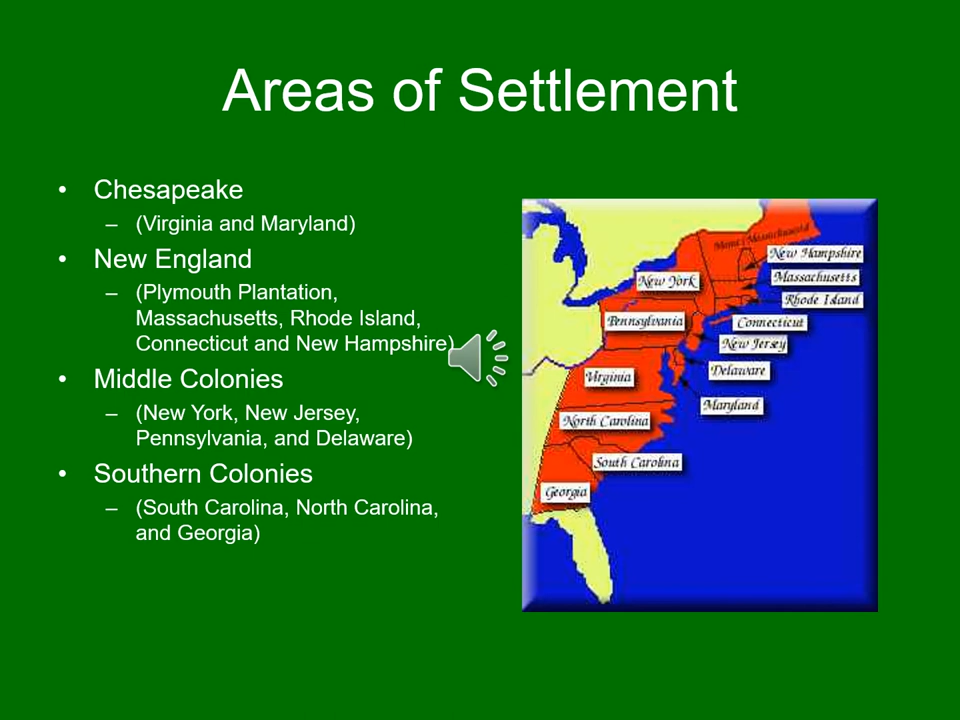 Areas of Settlement
• Chesapeake
– (Virginia and Maryland)
• New England
– (Plymouth Plantation,
Massachusetts, Rhode Island,
Connecticut and New Hampshire)
• Middle Colonies
– (New York, New Jersey,
Pennsylvania, and Delaware)
• Southern Colonies
– (South Carolina, North Carolina,
and Georgia)
New Hampshire
Massachusetts
New York
Rhode Island
Pennsylvania
Connecticut
New Jersey
Delaware
Virginia
Maryland
North Carolina
South Carolina
Georgia